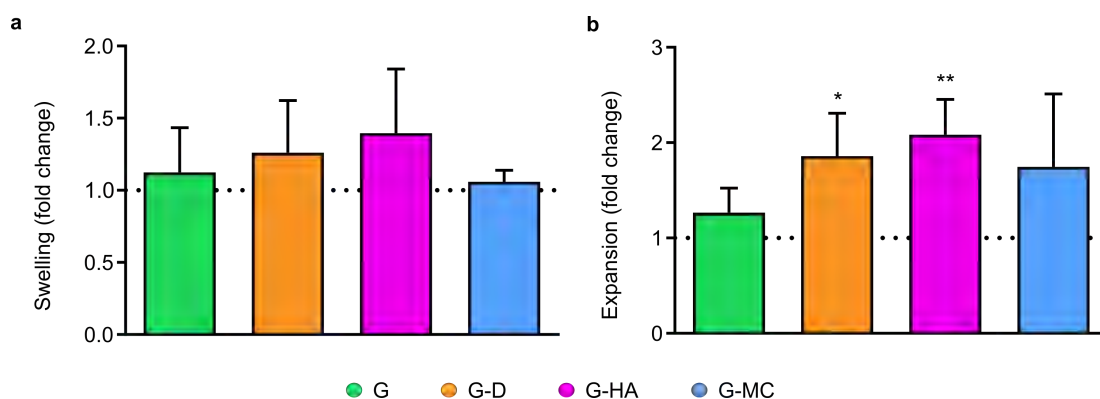 a
Swelling (fold change)
2.0
1.5
1.0
0.5
0.0
b
Expansion (fold change)
3
2
1
0
*
**
G
G-D
G-HA
G-MC